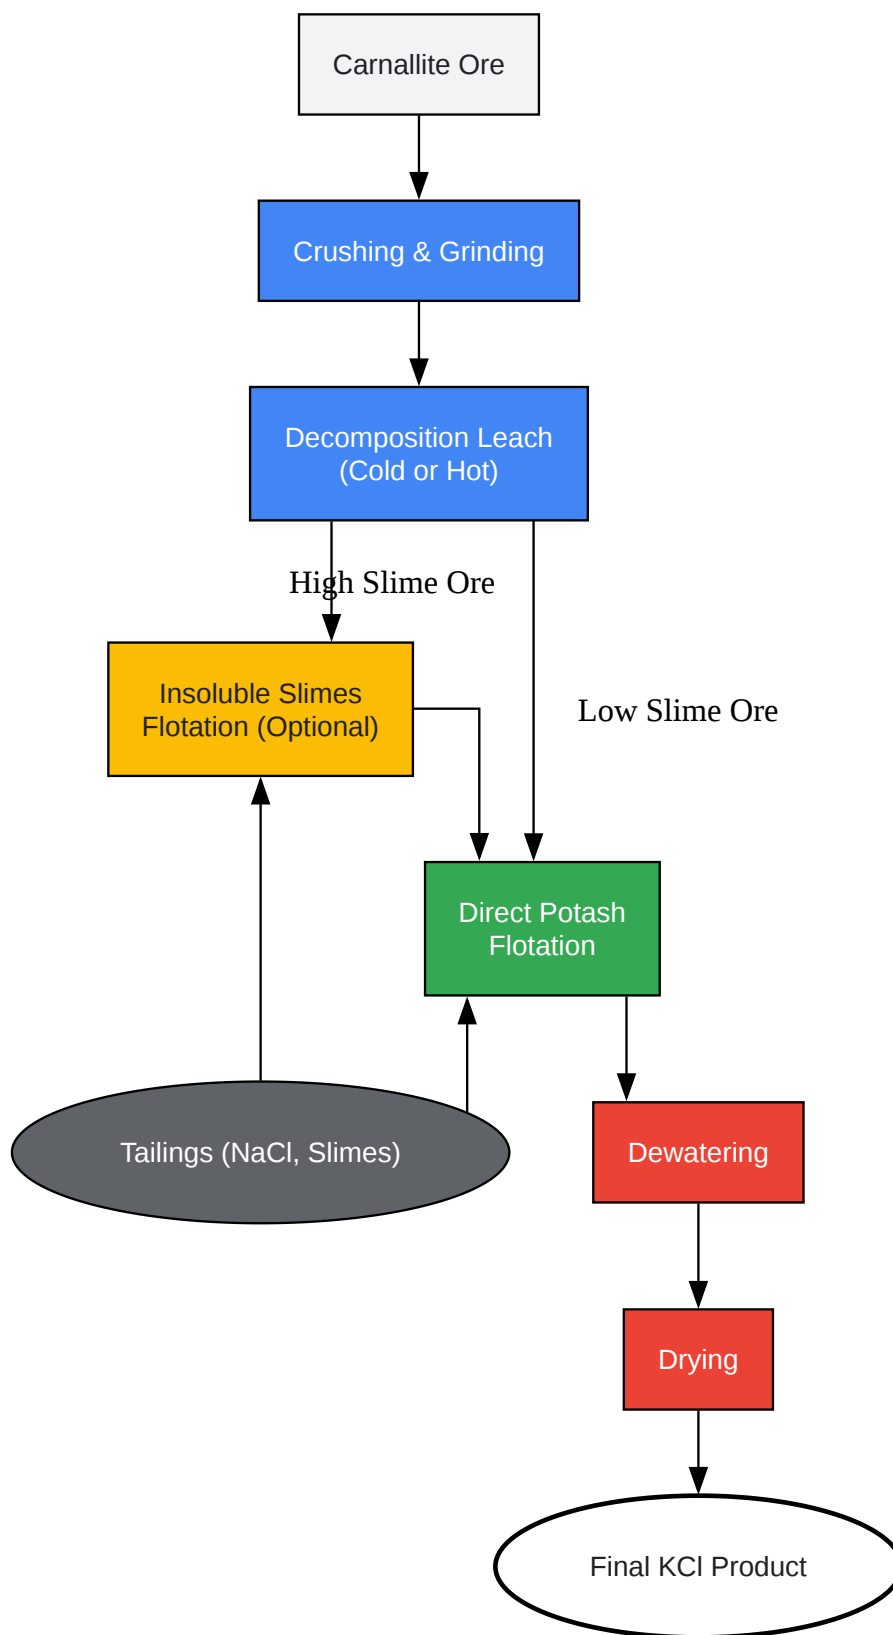 Carnallite Ore
Crushing & Grinding
Decomposition Leach
(Cold or Hot)
High Slime Ore
Insoluble Slimes
Flotation (Optional)
Low Slime Ore
Direct Potash
Flotation
Tailings (NaCl, Slimes)
Dewatering
Drying
Final KCl Product